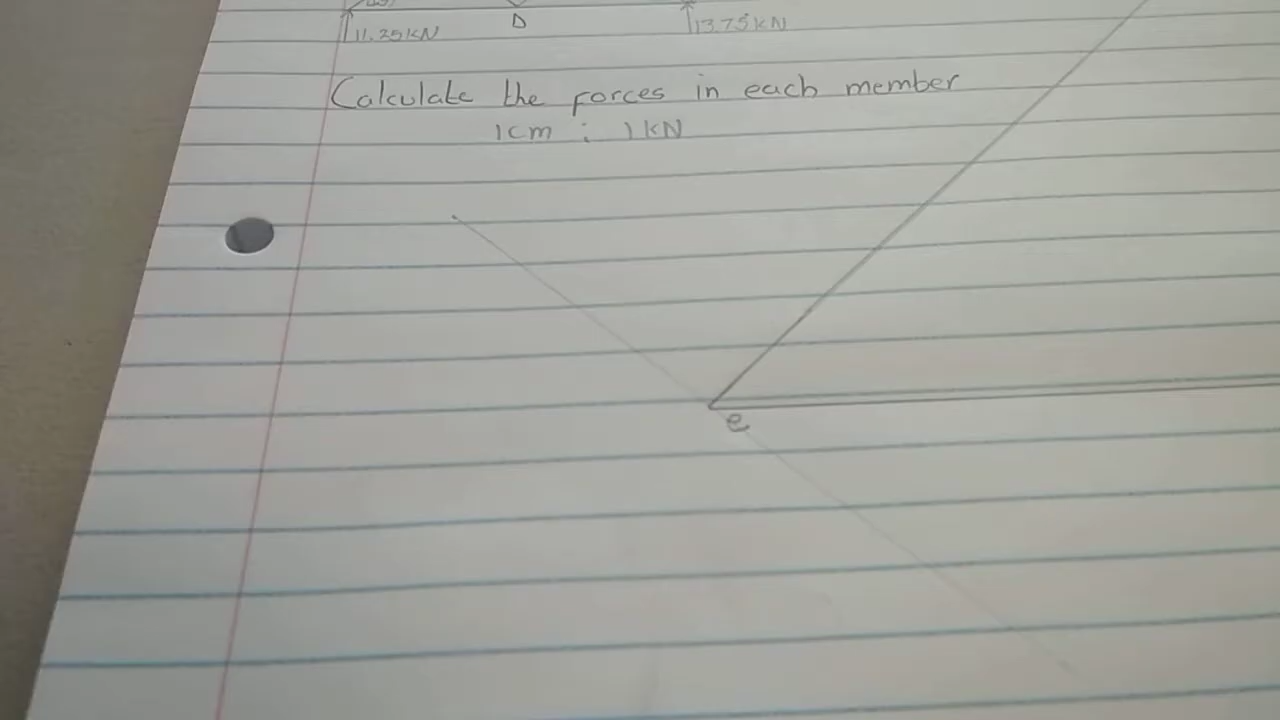 11.25KN D 13.75KN
Calculate the forces in each member
1cm : 1KN
e